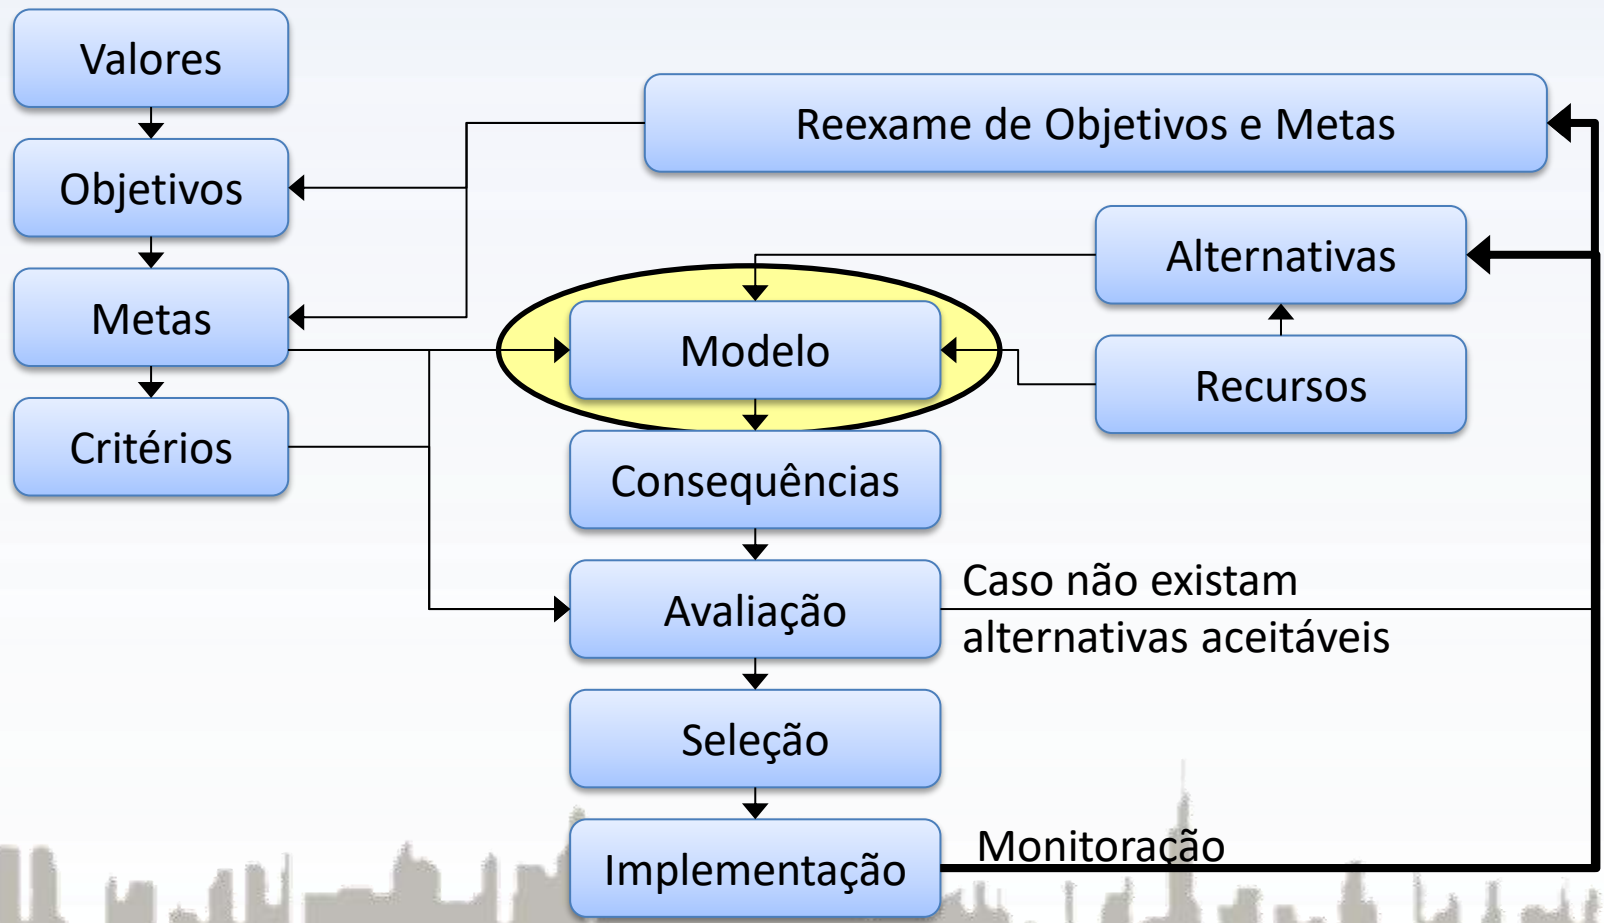 Valores
Reexame de Objetivos e Metas
Objetivos
Alternativas
Metas
Modelo
Recursos
Critérios
Consequências
Avaliação
Caso não existam
alternativas aceitáveis
Seleção
Implementação
Monitoração